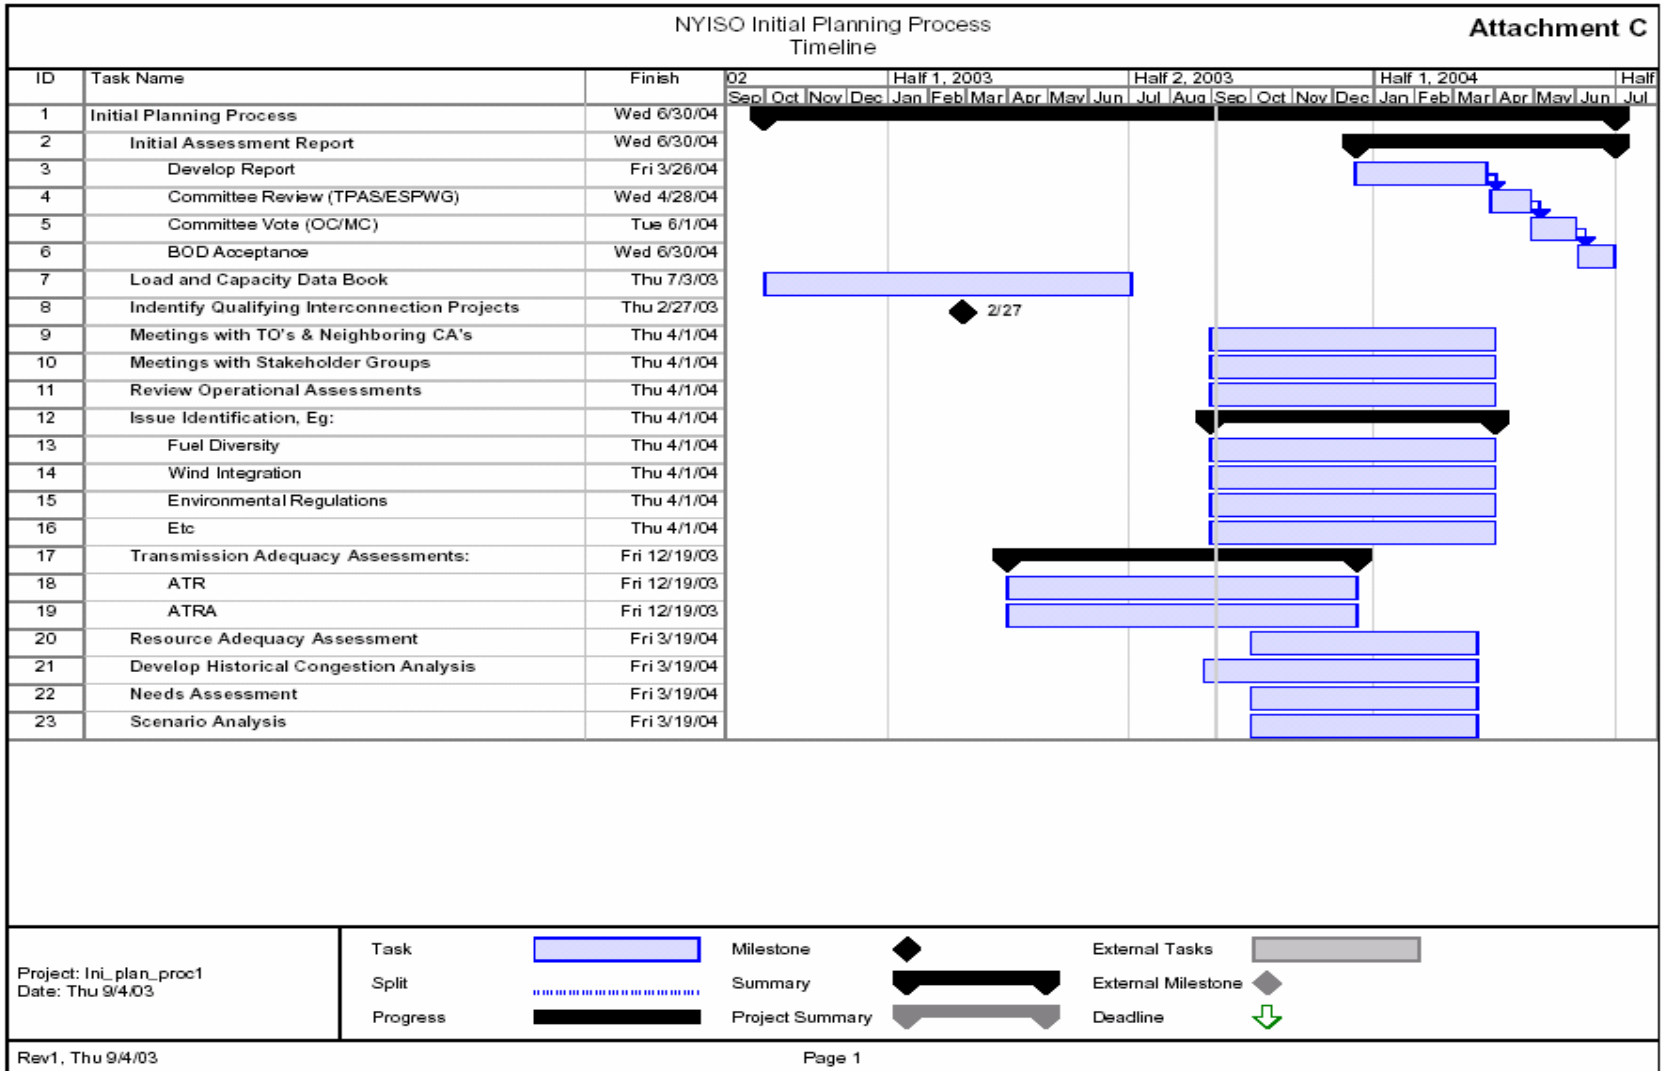 NYISO Initial Planning Process
Timeline
Attachment C
ID Task Name Finish 02 Half 1, 2003 Half 2, 2003 Half 1, 2004 Half
Sep Oct Nov Dec Jan Feb Mar Apr May Jun Jul Aug Sep Oct Nov Dec Jan Feb Mar Apr May Jun Jul
1 Initial Planning Process Wed 6/30/04
2 Initial Assessment Report Wed 6/30/04
3 Develop Report Fri 3/26/04
4 Committee Review (TPAS/ESPWG) Wed 4/28/04
5 Committee Vote (OC/MC) Tue 6/1/04
6 BOD Acceptance Wed 6/30/04
7 Load and Capacity Data Book Thu 7/3/03
8 Indentify Qualifying Interconnection Projects Thu 2/27/03 2/27
9 Meetings with TO's & Neighboring CA's Thu 4/1/04
10 Meetings with Stakeholder Groups Thu 4/1/04
11 Review Operational Assessments Thu 4/1/04
12 Issue Identification, Eg: Thu 4/1/04
13 Fuel Diversity Thu 4/1/04
14 Wind Integration Thu 4/1/04
15 Environmental Regulations Thu 4/1/04
16 Etc Thu 4/1/04
17 Transmission Adequacy Assessments: Fri 12/19/03
18 ATR Fri 12/19/03
19 ATRA Fri 12/19/03
20 Resource Adequacy Assessment Fri 3/19/04
21 Develop Historical Congestion Analysis Fri 3/19/04
22 Needs Assessment Fri 3/19/04
23 Scenario Analysis Fri 3/19/04
Project: Ini_plan_proc1
Date: Thu 9/4/03
Task Milestone External Tasks
Split Summary External Milestone
Progress Project Summary Deadline
Rev1, Thu 9/4/03 Page 1